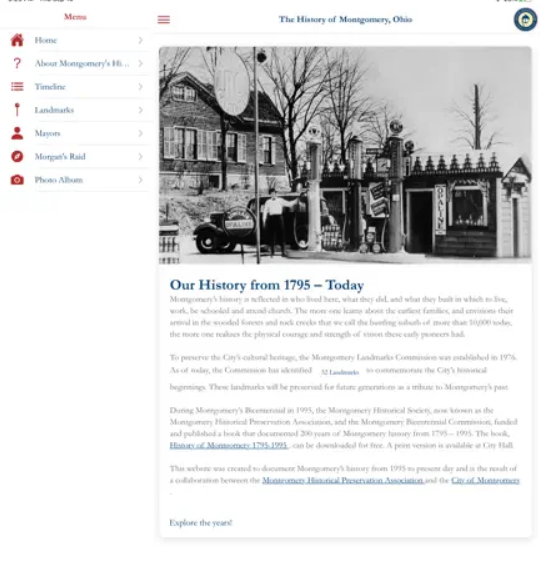 Menu
Home
About Montgomery's Hi...
Timeline
Landmarks
Mayors
Morgan's Raid
Photo Album
The History of Montgomery, Ohio
OPALINE
OPALINE
Our History from 1795 – Today
Montgomery's history is reflected in who lived here, what they did, and what they built in which to live,
work, be schooled and attend church. The more one learns about the earliest families, and envisions their
arrival in the wooded forests and rock creeks that we call the bustling suburb of more than 10,000 today,
the more one realizes the physical courage and strength of vision these early pioneers had.
To preserve the City's cultural heritage, the Montgomery Landmarks Commission was established in 1976.
As of today, the Commission has identified 32 Landmarks to commemorate the City's historical
beginnings. These landmarks will be preserved for future generations as a tribute to Montgomery's past.
During Montgomery's Bicentennial in 1995, the Montgomery Historical Society, now known as the
Montgomery Historical Preservation Association, and the Montgomery Bicentennial Commission, funded
and published a book that documented 200 years of Montgomery history from 1795 – 1995. The book,
History of Montgomery 1795-1995, can be downloaded for free. A print version is available at City Hall.
This website was created to document Montgomery's history from 1995 to present day and is the result of
a collaboration between the Montgomery Historical Preservation Association and the City of Montgomery
.
Explore the years!